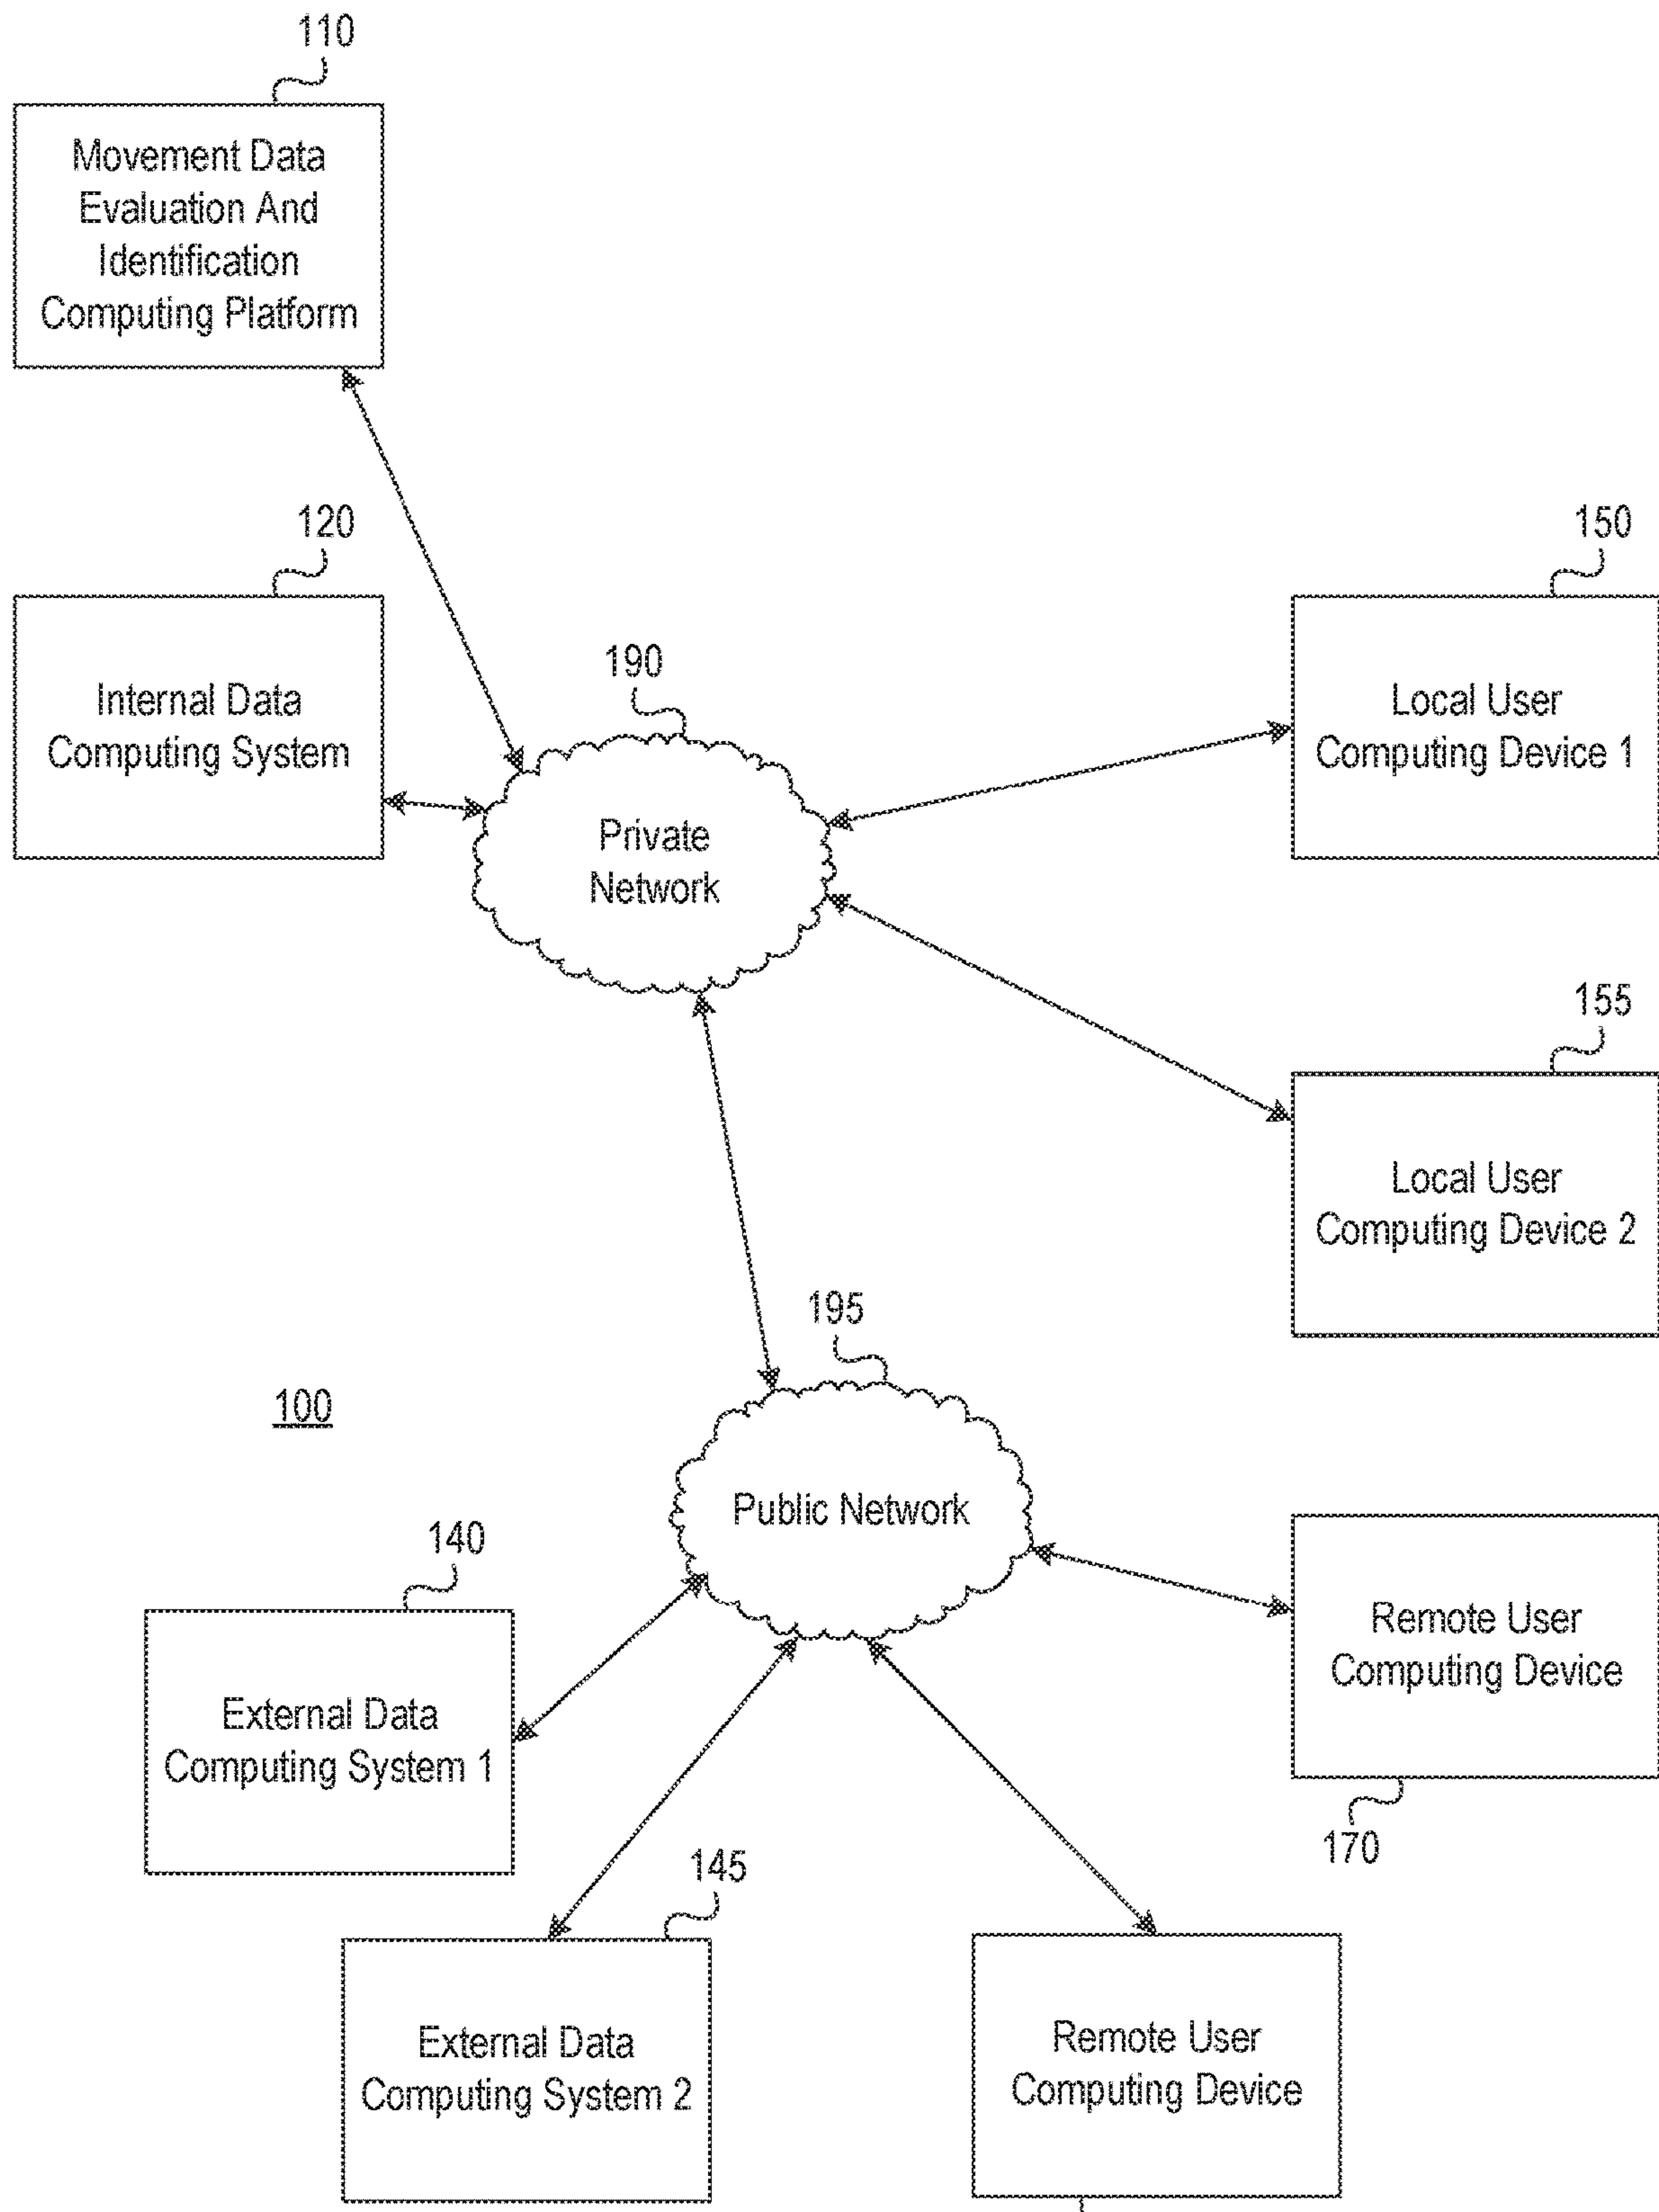 110
Movement Data
Evaluation And
Identification
Computing Platform
120
Internal Data
Computing System
190
Private
Network
150
Local User
Computing Device 1
155
Local User
Computing Device 2
195
Public Network
100
140
External Data
Computing System 1
145
External Data
Computing System 2
Remote User
Computing Device
170
Remote User
Computing Device